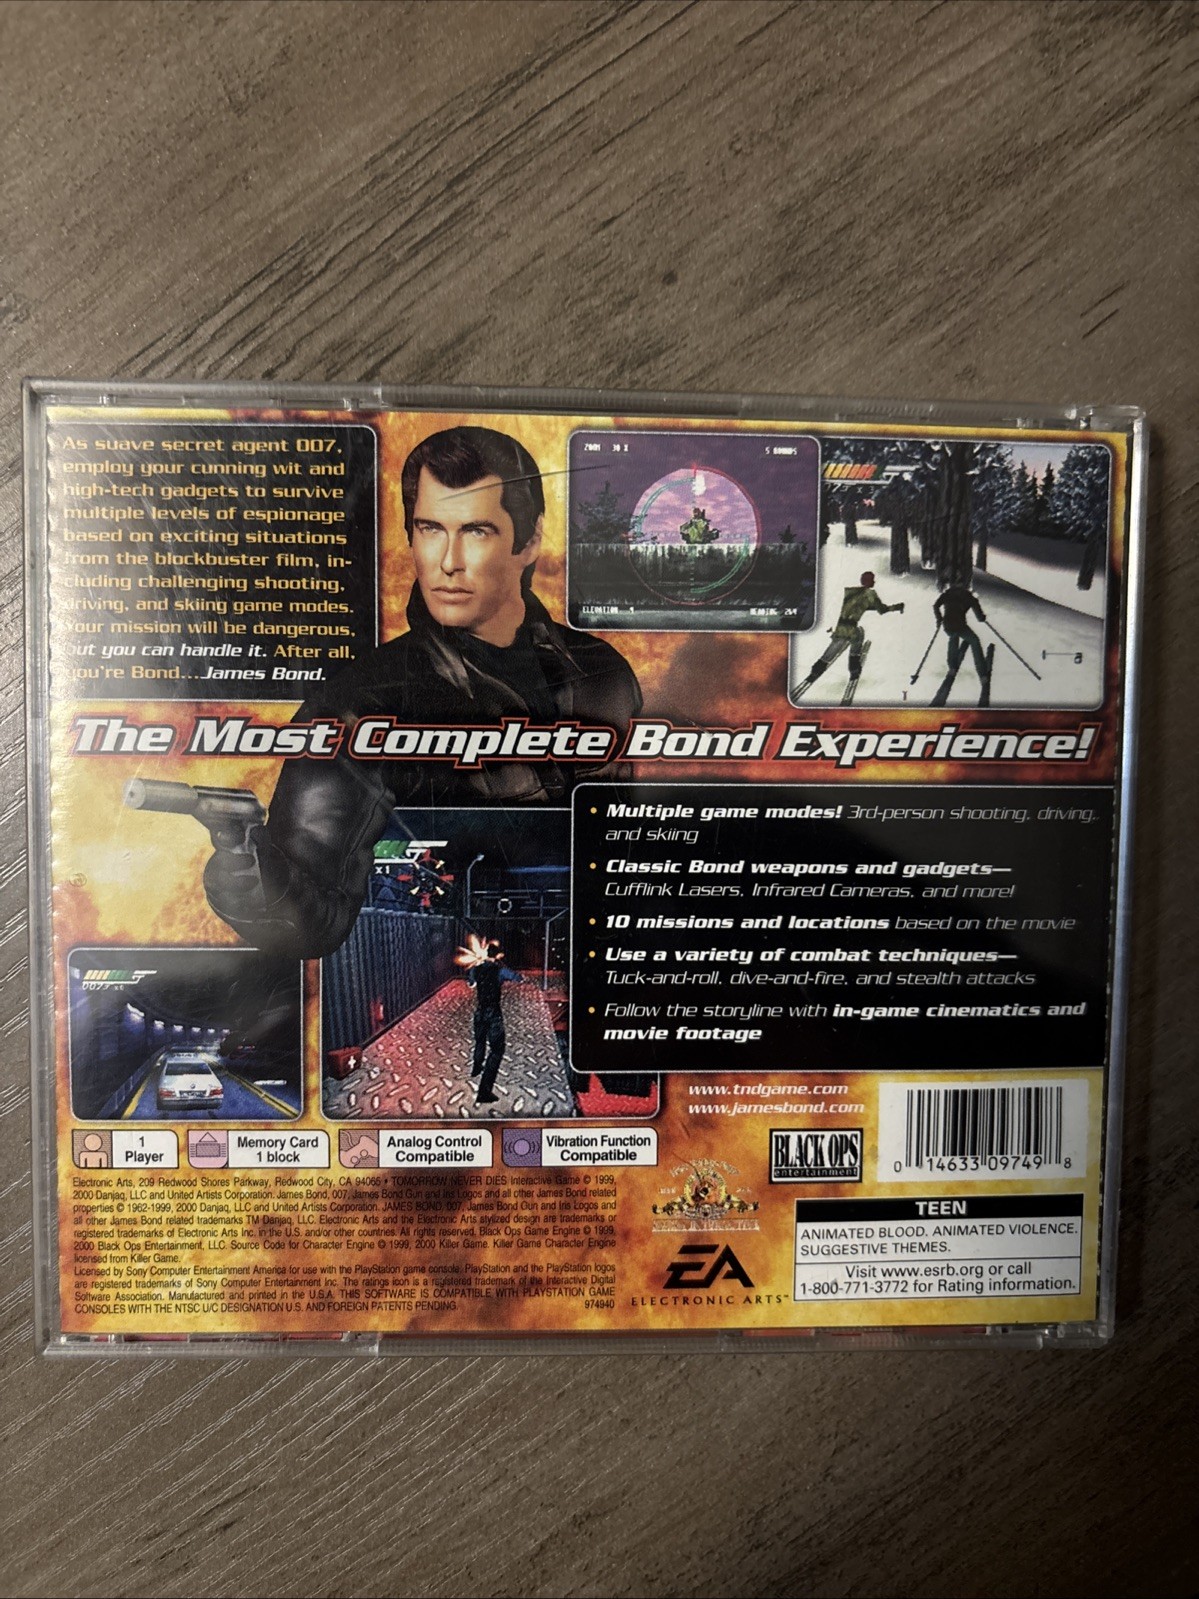 As suave secret agent 007,
employ your cunning wit and
high-tech gadgets to survive
multiple levels of espionage
based on exciting situations
from the blockbuster film, in-
cluding challenging shooting,
driving, and skiing game modes.
Your mission will be dangerous,
but you can handle it. After all,
you're Bond...James Bond.
ZOOM 30 X
5 ROUNDS
ELEVATION
HEADING 264
The Most Complete Bond Experience!
• Multiple game modes! 3rd-person shooting, driving,
and skiing
• Classic Bond weapons and gadgets—
Cufflink Lasers, Infrared Cameras, and more!
• 10 missions and locations based on the movie
• Use a variety of combat techniques—
Tuck-and-roll, dive-and-fire, and stealth attacks
• Follow the storyline with in-game cinematics and
movie footage
x1
www.tndgame.com
www.jamesbond.com
1
Player
Memory Card
1 block
Analog Control
Compatible
Vibration Function
Compatible
BLACK OPS
entertainment
0 14633 09749 8
Electronic Arts, 209 Redwood Shores Parkway, Redwood City, CA 94065 • TOMORROW NEVER DIES Interactive Game © 1999,
2000 Danjaq, LLC and United Artists Corporation. James Bond, 007, James Bond Gun and Iris Logos and all other James Bond related
properties © 1962-1999, 2000 Danjaq, LLC and United Artists Corporation. JAMES BOND, 007, James Bond Gun and Iris Logos and
all other James Bond related trademarks TM Danjaq, LLC. Electronic Arts and the Electronic Arts stylized design are trademarks or
registered trademarks of Electronic Arts Inc. in the U.S. and/or other countries. All rights reserved. Black Ops Game Engine © 1999,
2000 Black Ops Entertainment, LLC. Source Code for Character Engine © 1999, 2000 Killer Game. Killer Game Character Engine
licensed from Killer Game.
Licensed by Sony Computer Entertainment America for use with the PlayStation game console. PlayStation and the PlayStation logos
are registered trademarks of Sony Computer Entertainment Inc. The ratings icon is a registered trademark of the Interactive Digital
Software Association. Manufactured and printed in the U.S.A. THIS SOFTWARE IS COMPATIBLE WITH PLAYSTATION GAME
CONSOLES WITH THE NTSC U/C DESIGNATION U.S. AND FOREIGN PATENTS PENDING
974940
EA
ELECTRONIC ARTS™
TEEN
ANIMATED BLOOD. ANIMATED VIOLENCE.
SUGGESTIVE THEMES.
Visit www.esrb.org or call
1-800-771-3772 for Rating information.